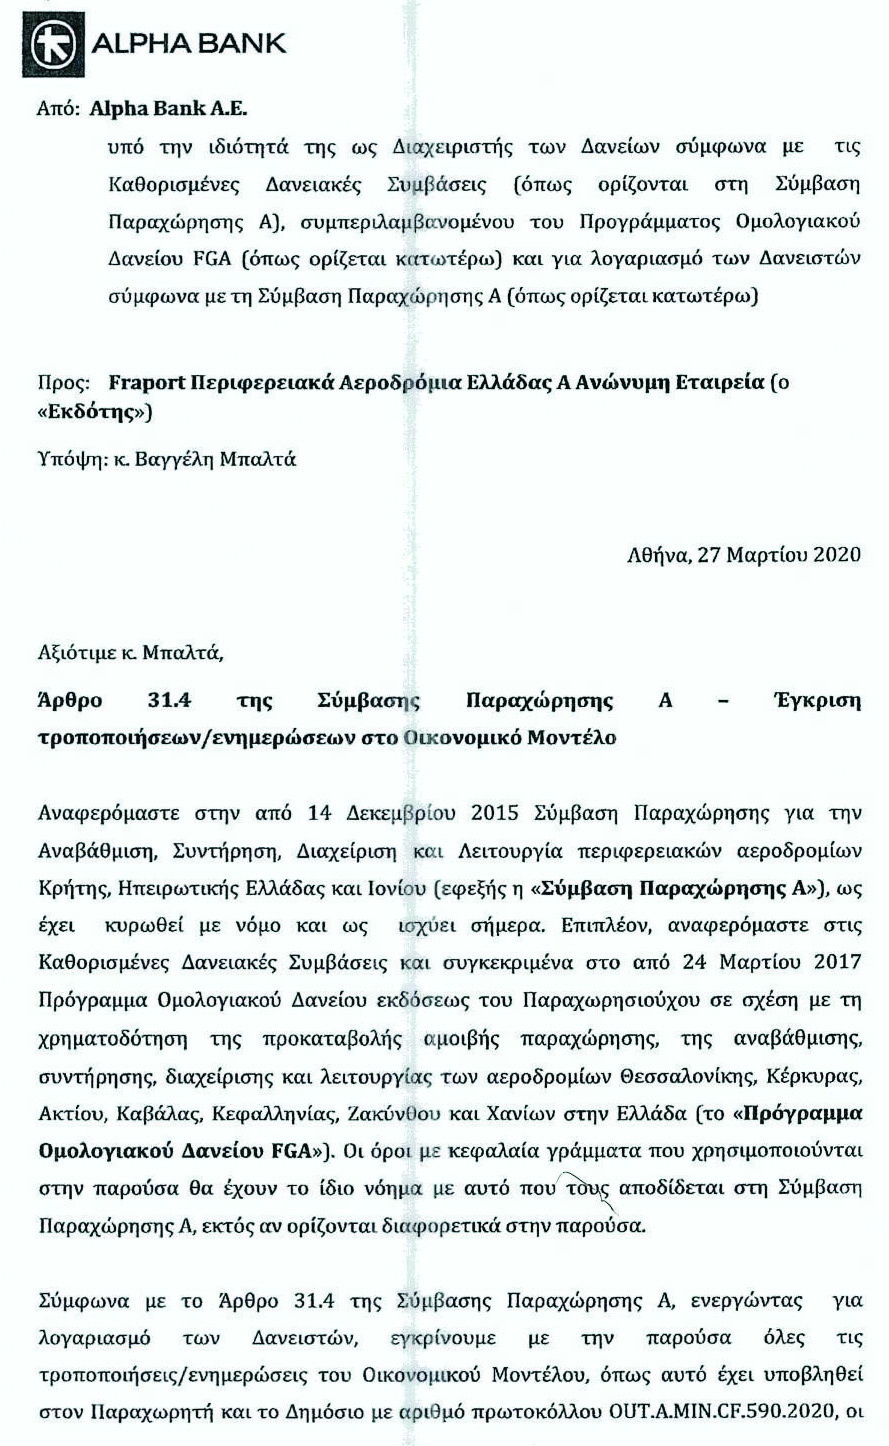 ALPHA BANK
Από: Alpha Bank A.E.
υπό την ιδιότητά της ως Διαχειριστής των Δανείων σύμφωνα με τις
Καθορισμένες Δανειακές Συμβάσεις (όπως ορίζονται στη Σύμβαση
Παραχώρησης Α), συμπεριλαμβανομένου του Προγράμματος Ομολογιακού
Δανείου FGA (όπως ορίζεται κατωτέρω) και για λογαριασμό των Δανειστών
σύμφωνα με τη Σύμβαση Παραχώρησης Α (όπως ορίζεται κατωτέρω)
Προς: Fraport Περιφερειακά Αεροδρόμια Ελλάδας Α Ανώνυμη Εταιρεία (ο
«Εκδότης»)
Υπόψη: κ. Βαγγέλη Μπαλτά
Αθήνα, 27 Μαρτίου 2020
Αξιότιμε κ. Μπαλτά,
Άρθρο 31.4 της Σύμβασης Παραχώρησης Α – Έγκριση
τροποποιήσεων/ενημερώσεων στο Οικονομικό Μοντέλο
Αναφερόμαστε στην από 14 Δεκεμβρίου 2015 Σύμβαση Παραχώρησης για την
Αναβάθμιση, Συντήρηση, Διαχείριση και Λειτουργία περιφερειακών αεροδρομίων
Κρήτης, Ηπειρωτικής Ελλάδας και Ιονίου (εφεξής η «Σύμβαση Παραχώρησης Α»), ως
έχει κυρωθεί με νόμο και ως ισχύει σήμερα. Επιπλέον, αναφερόμαστε στις
Καθορισμένες Δανειακές Συμβάσεις και συγκεκριμένα στο από 24 Μαρτίου 2017
Πρόγραμμα Ομολογιακού Δανείου εκδόσεως του Παραχωρησιούχου σε σχέση με τη
χρηματοδότηση της προκαταβολής αμοιβής παραχώρησης, της αναβάθμισης,
συντήρησης, διαχείρισης και λειτουργίας των αεροδρομίων Θεσσαλονίκης, Κέρκυρας,
Ακτίου, Καβάλας, Κεφαλληνίας, Ζακύνθου και Χανίων στην Ελλάδα (το «Πρόγραμμα
Ομολογιακού Δανείου FGA»). Οι όροι με κεφαλαία γράμματα που χρησιμοποιούνται
στην παρούσα θα έχουν το ίδιο νόημα με αυτό που τους αποδίδεται στη Σύμβαση
Παραχώρησης Α, εκτός αν ορίζονται διαφορετικά στην παρούσα.
Σύμφωνα με το Άρθρο 31.4 της Σύμβασης Παραχώρησης Α, ενεργώντας για
λογαριασμό των Δανειστών, εγκρίνουμε με την παρούσα όλες τις
τροποποιήσεις/ενημερώσεις του Οικονομικού Μοντέλου, όπως αυτό έχει υποβληθεί
στον Παραχωρητή και το Δημόσιο με αριθμό πρωτοκόλλου OUT.A.MIN.CF.590.2020, οι